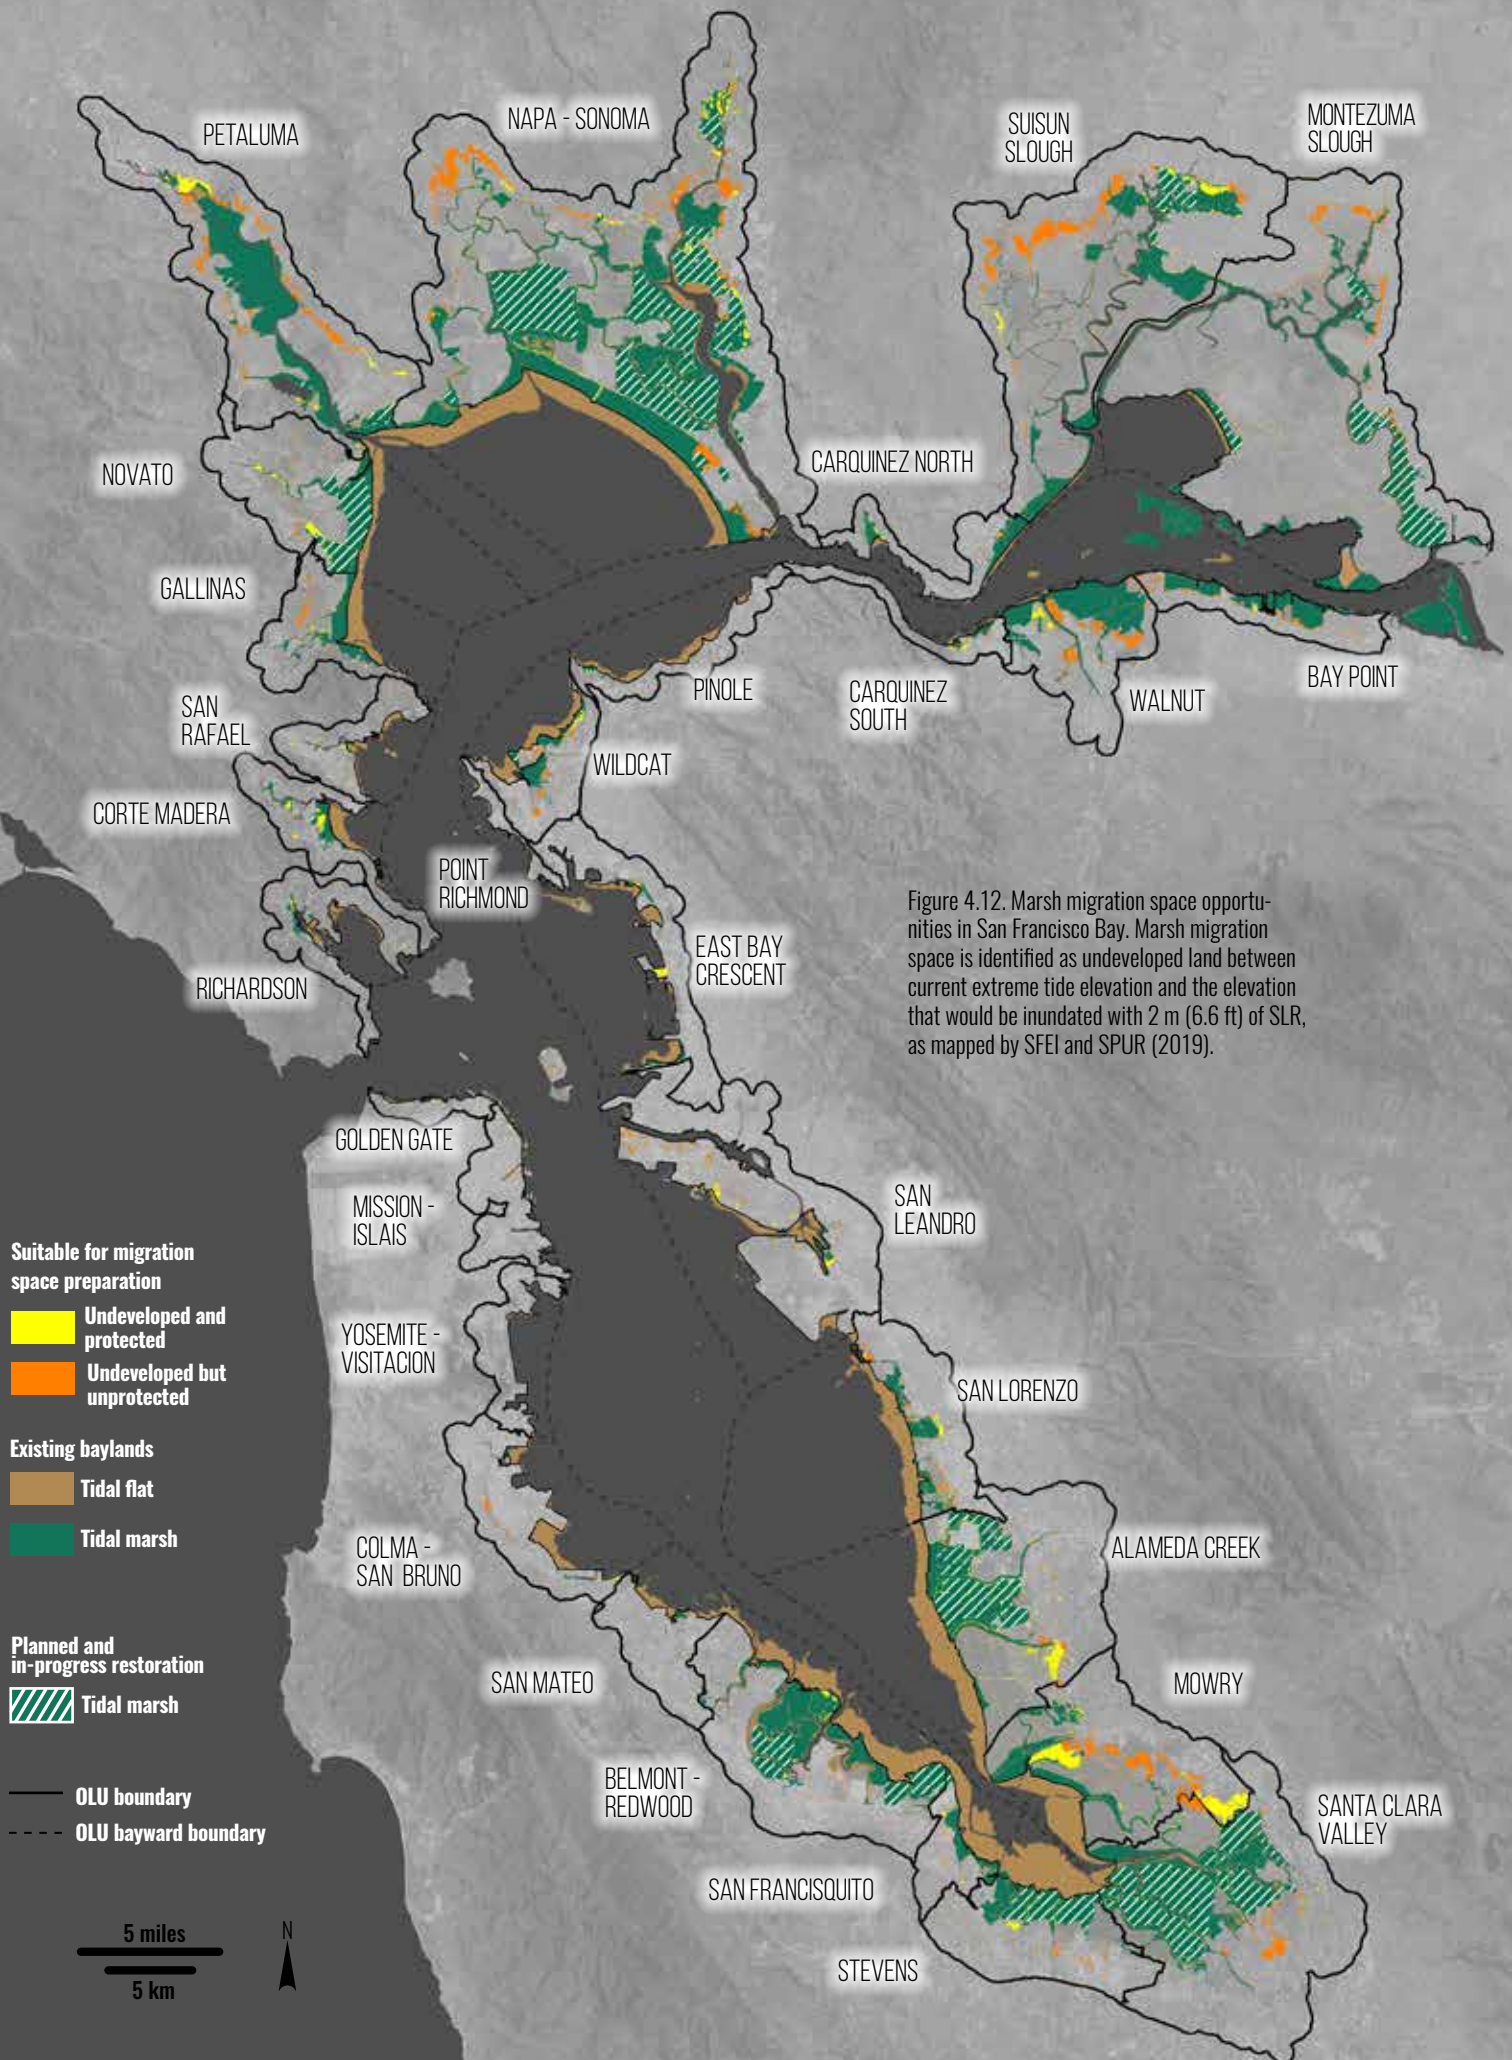 PETALUMA
NAPA - SONOMA
SUISUN
SLOUGH
MONTEZUMA
SLOUGH
NOVATO
CARQUINEZ NORTH
GALLINAS
SAN
RAFAEL
PINOLE
CARQUINEZ
SOUTH
WALNUT
BAY POINT
WILDCAT
CORTE MADERA
POINT
RICHMOND
RICHARDSON
EAST BAY
CRESCENT
Figure 4.12. Marsh migration space opportu-
nities in San Francisco Bay. Marsh migration
space is identified as undeveloped land between
current extreme tide elevation and the elevation
that would be inundated with 2 m (6.6 ft) of SLR,
as mapped by SFEI and SPUR (2019).
GOLDEN GATE
MISSION -
ISLAIS
SAN
LEANDRO
YOSEMITE -
VISITACION
SAN LORENZO
COLMA -
SAN BRUNO
ALAMEDA CREEK
SAN MATEO
MOWRY
BELMONT -
REDWOOD
SANTA CLARA
VALLEY
SAN FRANCISQUITO
STEVENS
Suitable for migration
space preparation
Undeveloped and
protected
Undeveloped but
unprotected
Existing baylands
Tidal flat
Tidal marsh
Planned and
in-progress restoration
Tidal marsh
OLU boundary
OLU bayward boundary
5 miles
5 km
N